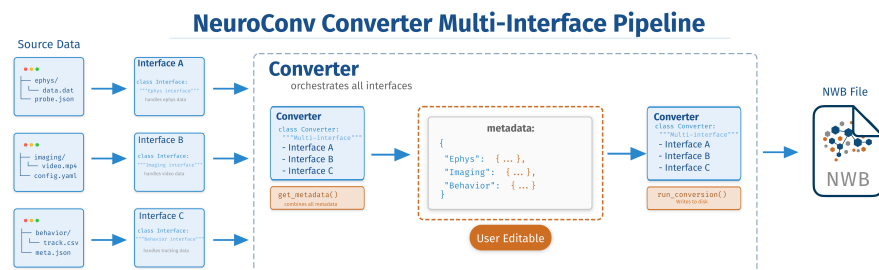 NeuroConv Converter Multi-Interface Pipeline
Source Data
ephys/
data.dat
probe.json
Interface A
class Interface:
"""Ephys interface"""
handles ephys data
imaging/
video.mp4
config.yaml
Interface B
class Interface:
"""Imaging interface"""
handles video data
behavior/
track.csv
meta.json
Interface C
class Interface:
"""Behavior interface"""
handles tracking data
Converter
orchestrates all interfaces
Converter
class Converter:
"""Multi-interface"""
- Interface A
- Interface B
- Interface C
get_metadata()
combines all metadata
metadata:
{
"Ephys": {...},
"Imaging": {...},
"Behavior": {...}
}
User Editable
Converter
class Converter:
"""Multi-interface"""
- Interface A
- Interface B
- Interface C
run_conversion()
Writes to disk
NWB File
NWB